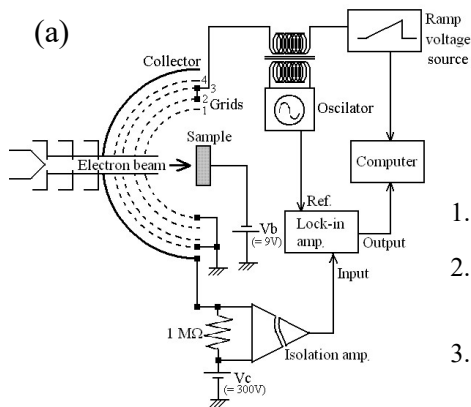 (a)
Ramp
voltage
source
Collector
4
3
2
Grids
1
Oscilator
Sample
Electron beam
Computer
Ref.
Lock-in
amp.
Output
Vb
(= 9V)
Input
1 MΩ
Isolation amp.
Vc
(= 300V)
1.
2.
3.